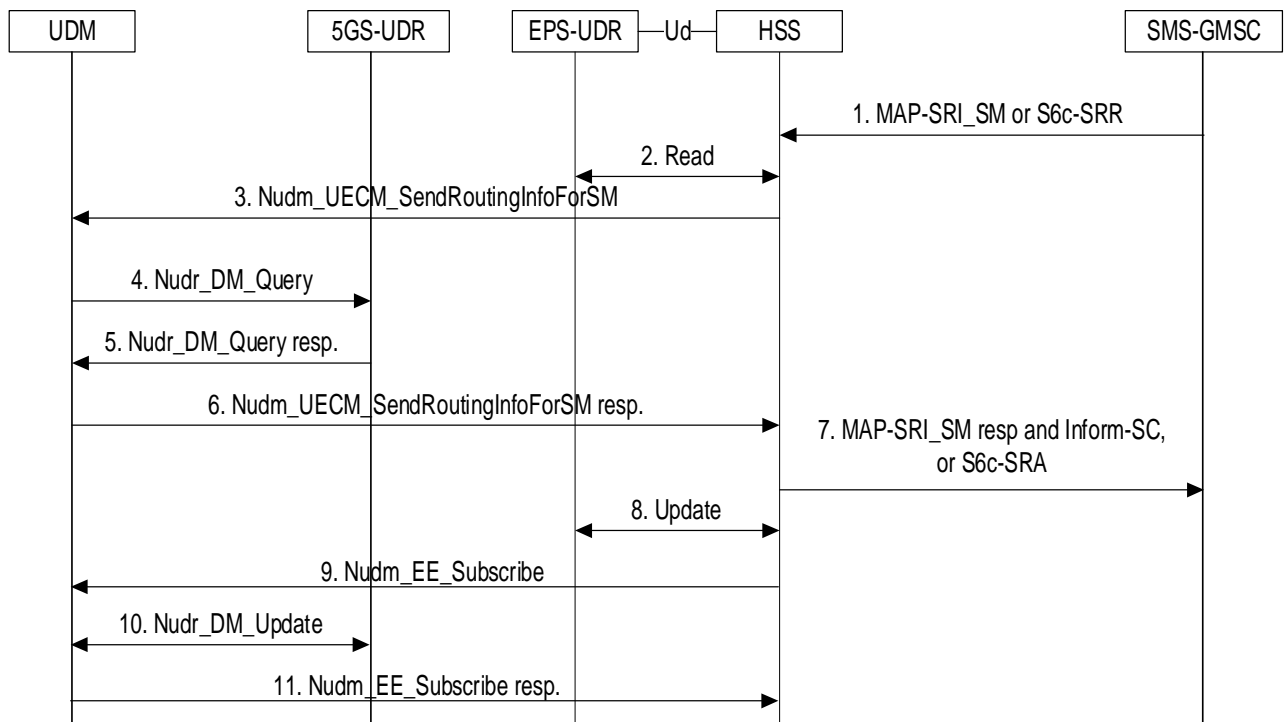 UDM
5GS-UDR
EPS-UDR
Ud
HSS
SMS-GMSC
1. MAP-SRI_SM or S6c-SRR
2. Read
3. Nudm_UECM_SendRoutingInfoForSM
4. Nudr_DM_Query
5. Nudr_DM_Query resp.
6. Nudm_UECM_SendRoutingInfoForSM resp.
7. MAP-SRI_SM resp and Inform-SC,
or S6c-SRA
8. Update
9. Nudm_EE_Subscribe
10. Nudr_DM_Update
11. Nudm_EE_Subscribe resp.